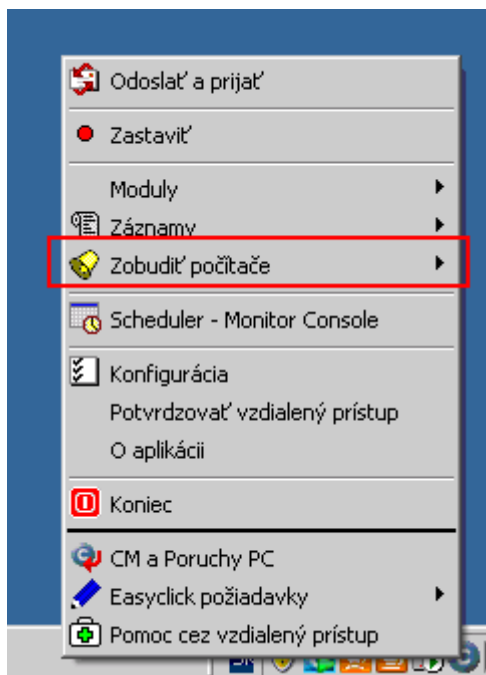 Odoslať a prijať
Zastaviť
Moduly
Záznamy
Zobudiť počítače
Scheduler - Monitor Console
Konfigurácia
Potvrdzovať vzdialený prístup
O aplikácii
Koniec
CM a Poruchy PC
Easyclick požiadavky
Pomoc cez vzdialený prístup